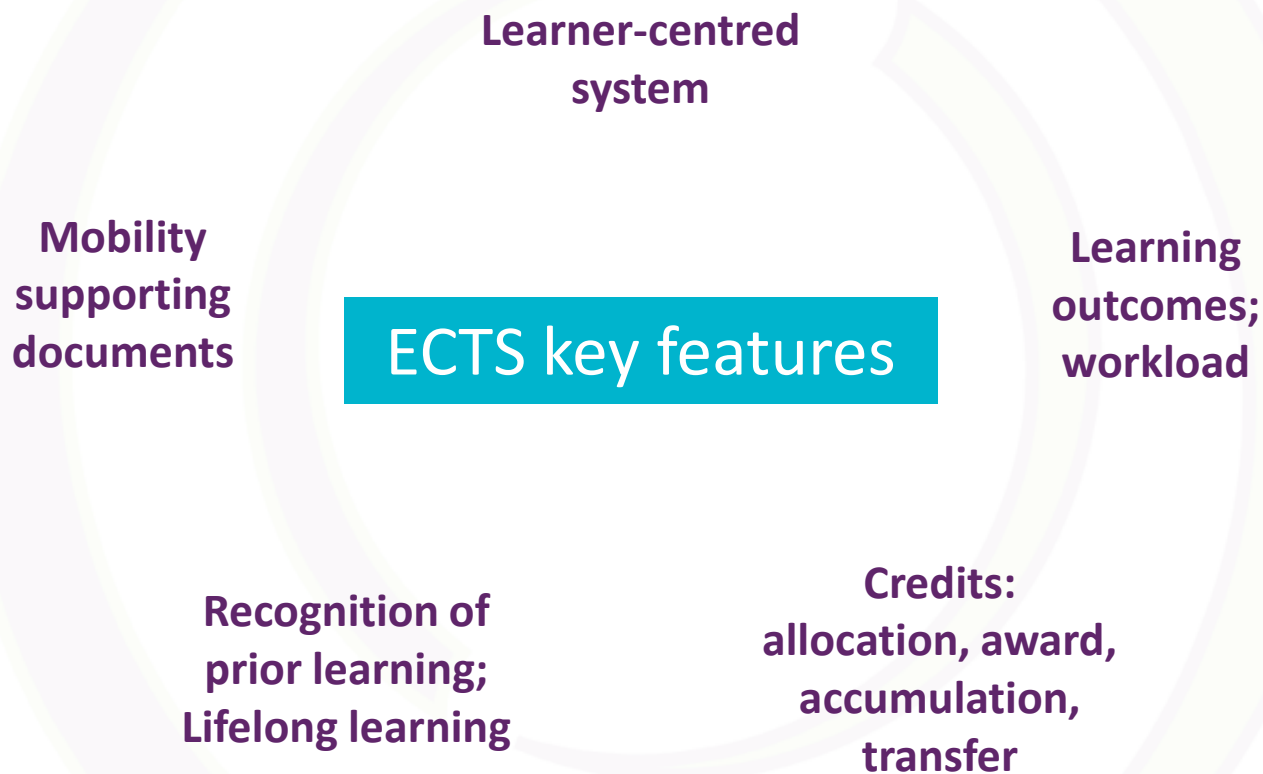 Learner-centred
system
Mobility
supporting
documents
ECTS key features
Learning
outcomes;
workload
Recognition of
prior learning;
Lifelong learning
Credits:
allocation, award,
accumulation,
transfer